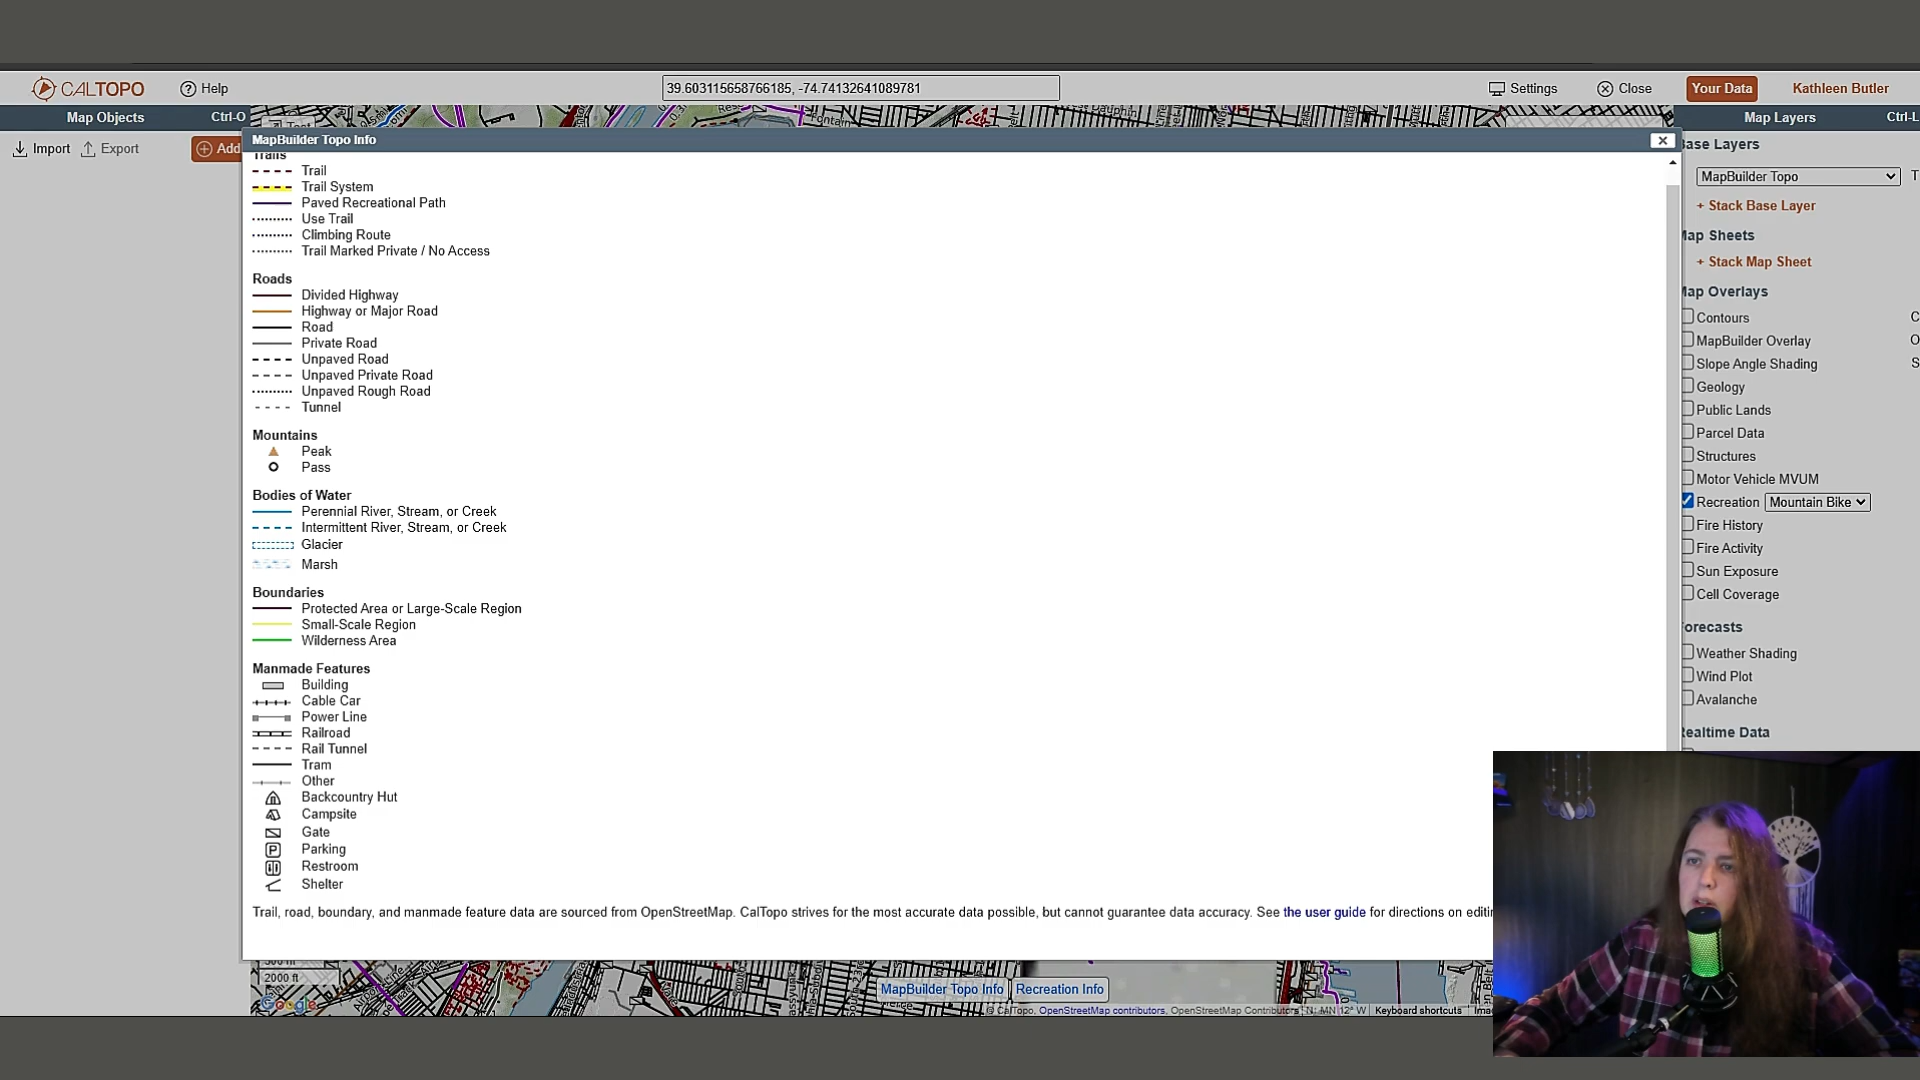 CALTOPO
Help
39.603115658766185, -74.74132641089781
Settings
Close
Your Data
Kathleen Butler
Map Objects
Ctrl-O
Map Layers
Ctrl-L
Import
Export
Add
MapBuilder Topo Info
Trails
Trail
Trail System
Paved Recreational Path
Use Trail
Climbing Route
Trail Marked Private / No Access
Roads
Divided Highway
Highway or Major Road
Road
Private Road
Unpaved Road
Unpaved Private Road
Unpaved Rough Road
Tunnel
Mountains
Peak
Pass
Bodies of Water
Perennial River, Stream, or Creek
Intermittent River, Stream, or Creek
Glacier
Marsh
Boundaries
Protected Area or Large-Scale Region
Small-Scale Region
Wilderness Area
Manmade Features
Building
Cable Car
Power Line
Railroad
Rail Tunnel
Tram
Other
Backcountry Hut
Campsite
Gate
Parking
Restroom
Shelter
Trail, road, boundary, and manmade feature data are sourced from OpenStreetMap. CalTopo strives for the most accurate data possible, but cannot guarantee data accuracy. See the user guide for directions on editin
Base Layers
MapBuilder Topo
+ Stack Base Layer
Map Sheets
+ Stack Map Sheet
Map Overlays
Contours
MapBuilder Overlay
Slope Angle Shading
Geology
Public Lands
Parcel Data
Structures
Motor Vehicle MVUM
Recreation Mountain Bike
Fire History
Fire Activity
Sun Exposure
Cell Coverage
Forecasts
Weather Shading
Wind Plot
Avalanche
Realtime Data
2000 ft
Google
MapBuilder Topo Info
Recreation Info
© CalTopo, OpenStreetMap contributors, OpenStreetMap Contributors
MN 12° W
Keyboard shortcuts